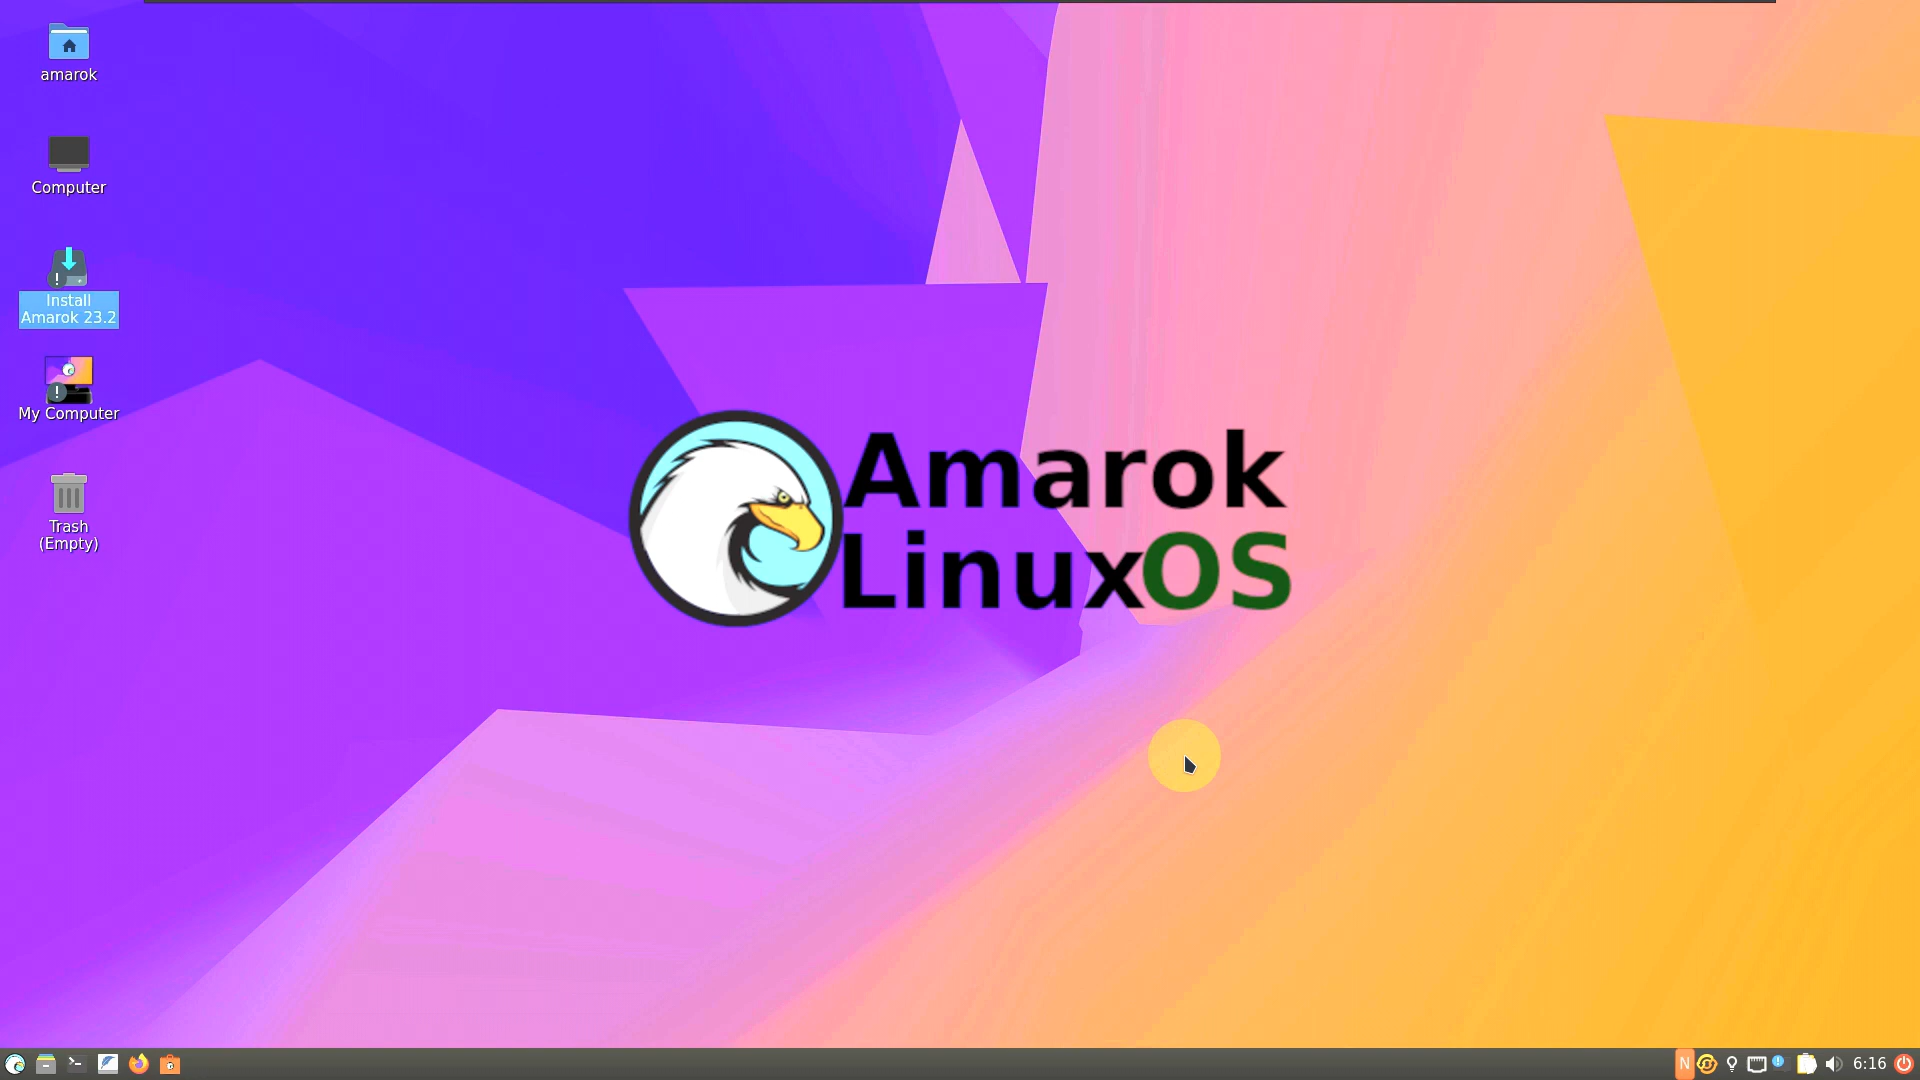 amarok
Computer
Install
Amarok 23.2
My Computer
Trash
(Empty)
Amarok
LinuxOS
N
6:16